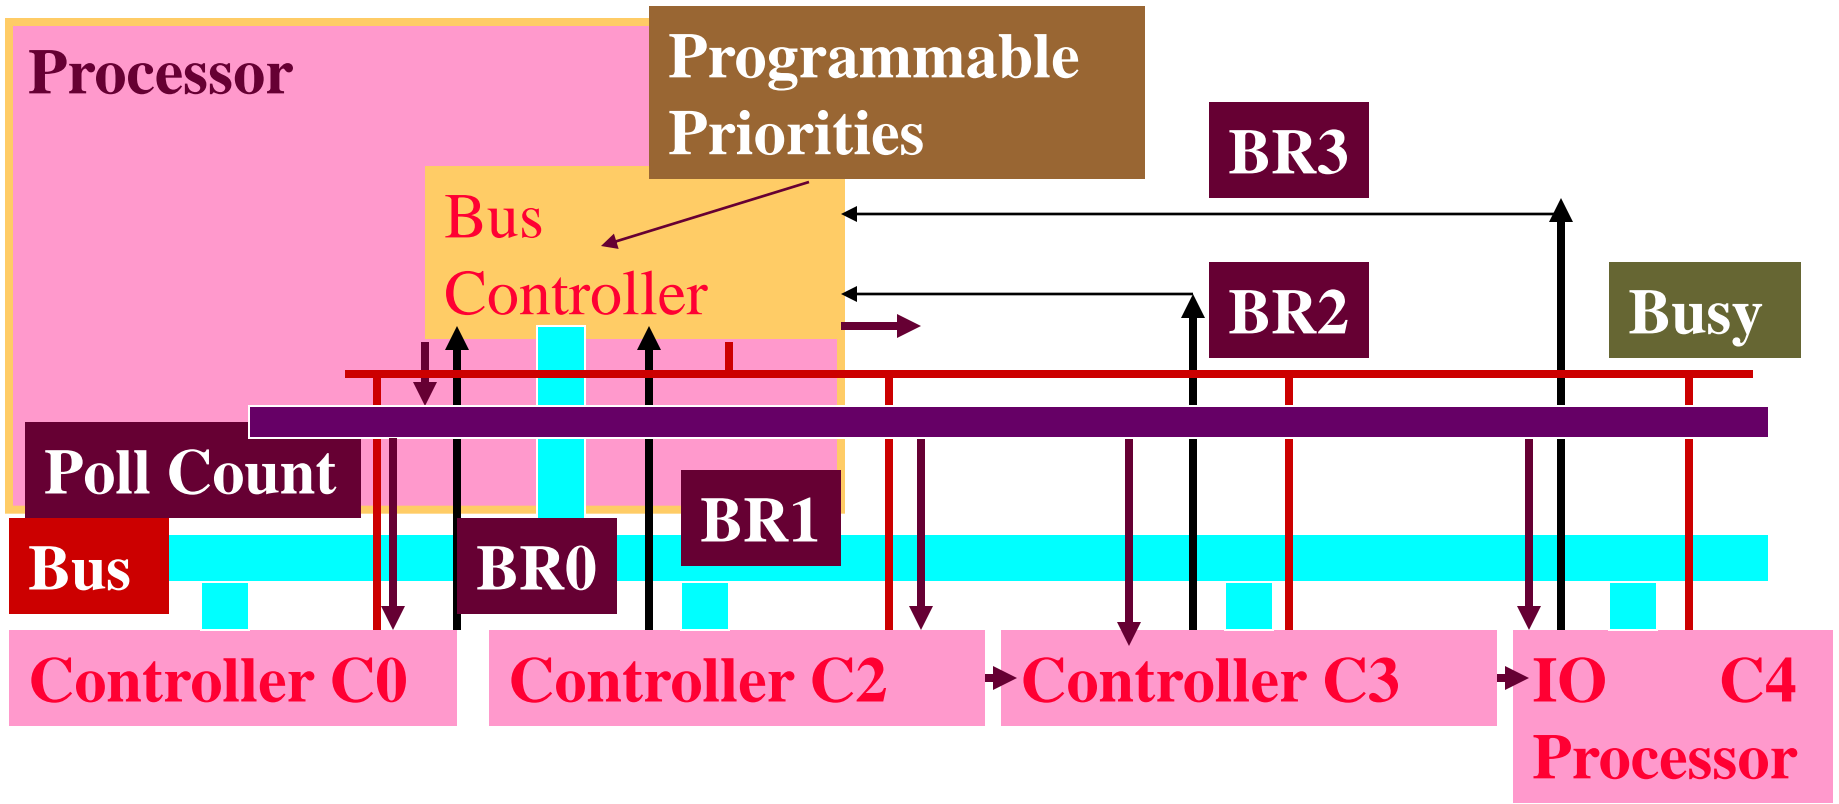 Processor
Programmable
Priorities
BR3
Bus
Controller
BR2
Busy
Poll Count
BR1
Bus
BR0
Controller C0
Controller C2
Controller C3
IO C4
Processor